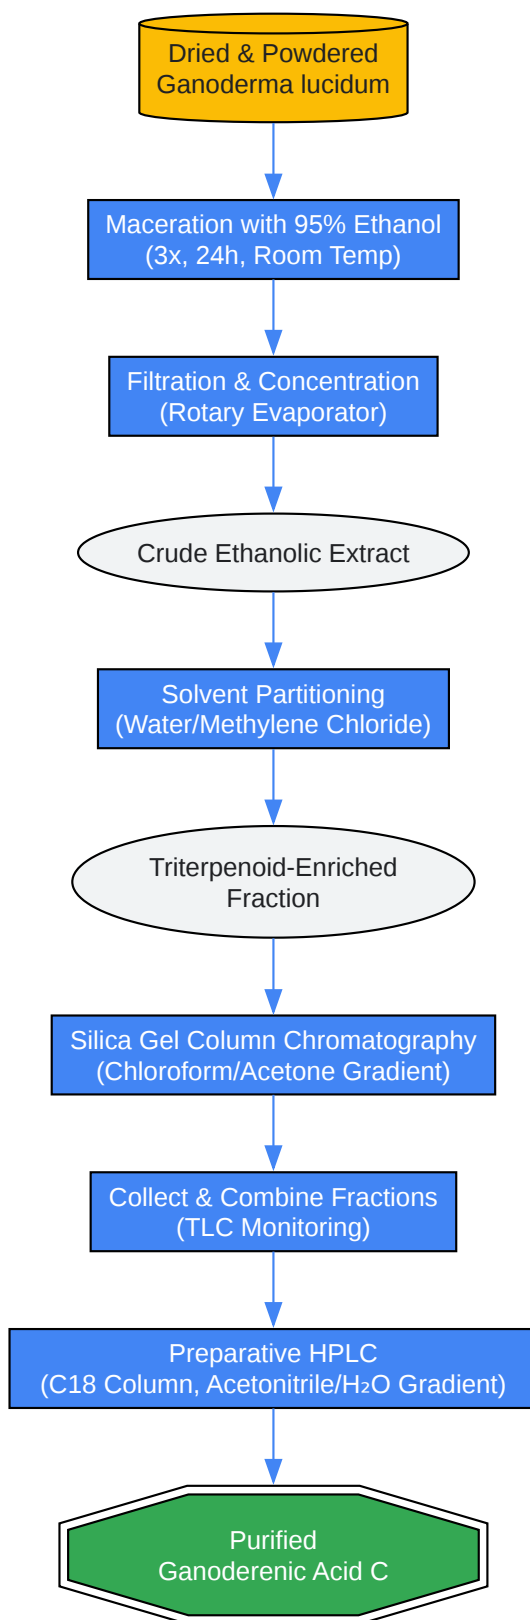 Dried & Powdered
Ganoderma lucidum
Maceration with 95% Ethanol
(3x, 24h, Room Temp)
Filtration & Concentration
(Rotary Evaporator)
Crude Ethanolic Extract
Solvent Partitioning
(Water/Methylene Chloride)
Triterpenoid-Enriched
Fraction
Silica Gel Column Chromatography
(Chloroform/Acetone Gradient)
Collect & Combine Fractions
(TLC Monitoring)
Preparative HPLC
(C18 Column, Acetonitrile/H₂O Gradient)
Purified
Ganoderenic Acid C